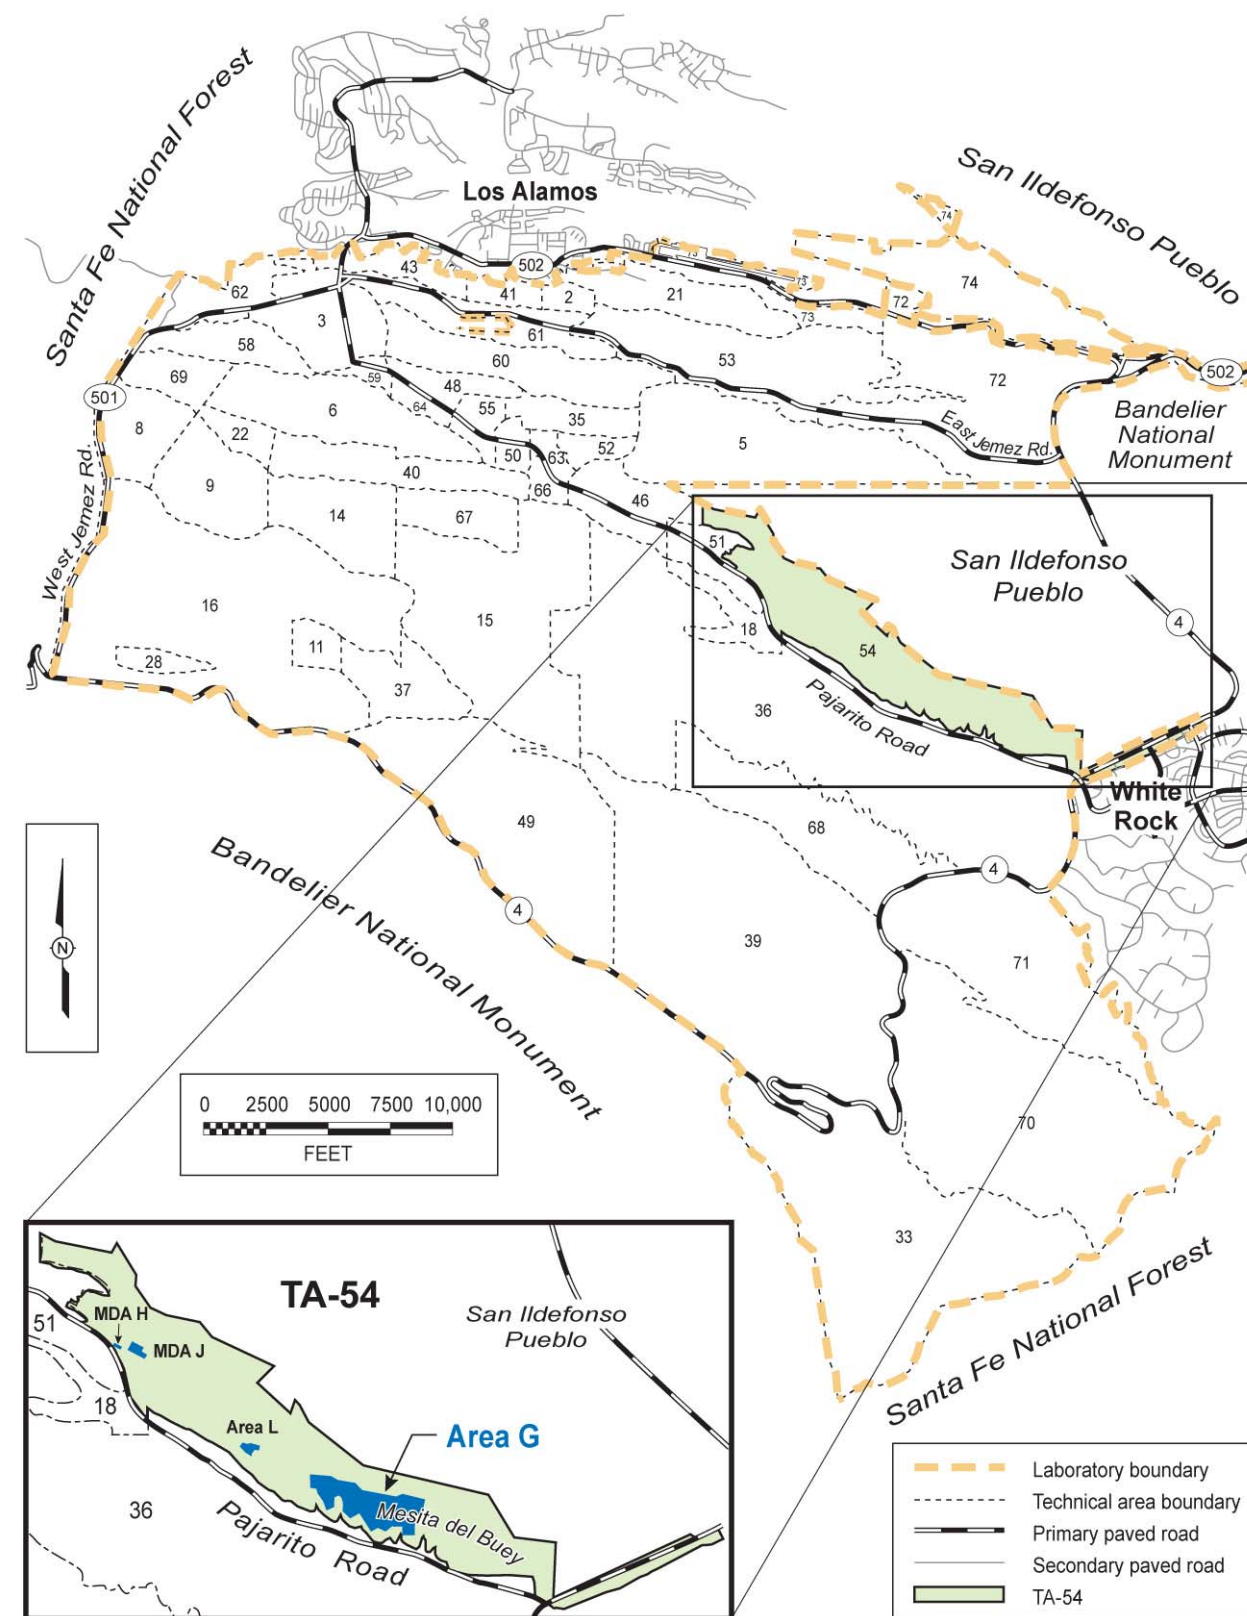 Santa Fe National Forest
Los Alamos
San Ildefonso Pueblo
74
74
73
502
43
62
41
2
21
73
72
73
3
61
53
72
502
58
60
69
59
48
501
6
64
55
35
Bandelier
National
Monument
8
22
5
East Jemez Rd.
50
63
52
40
9
66
46
West Jemez Rd.
14
67
51
San Ildefonso
Pueblo
16
15
18
4
11
54
28
37
36
Pajarito Road
White
Rock
49
68
4
Bandelier National Monument
4
39
71
N
0 2500 5000 7500 10,000
FEET
70
33
Santa Fe National Forest
TA-54
MDA H
San Ildefonso
Pueblo
51
MDA J
18
Area L
Area G
36
Mesita del Buey
Pajarito Road
Laboratory boundary
Technical area boundary
Primary paved road
Secondary paved road
TA-54